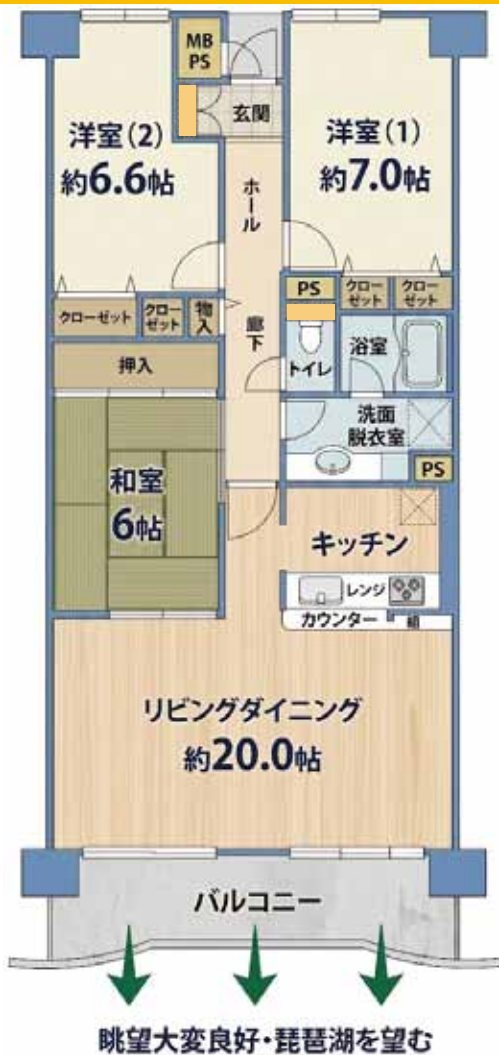 MB
PS
玄関
洋室(2)
約6.6帖
洋室(1)
約7.0帖
ホール
クローゼット
クロー
ゼット
物入
PS
クロー
ゼット
クロー
ゼット
廊下
トイレ
浴室
押入
洗面
脱衣室
PS
和室
6帖
キッチン
レンジ
カウンター
リビングダイニング
約20.0帖
バルコニー
眺望大変良好・琵琶湖を望む